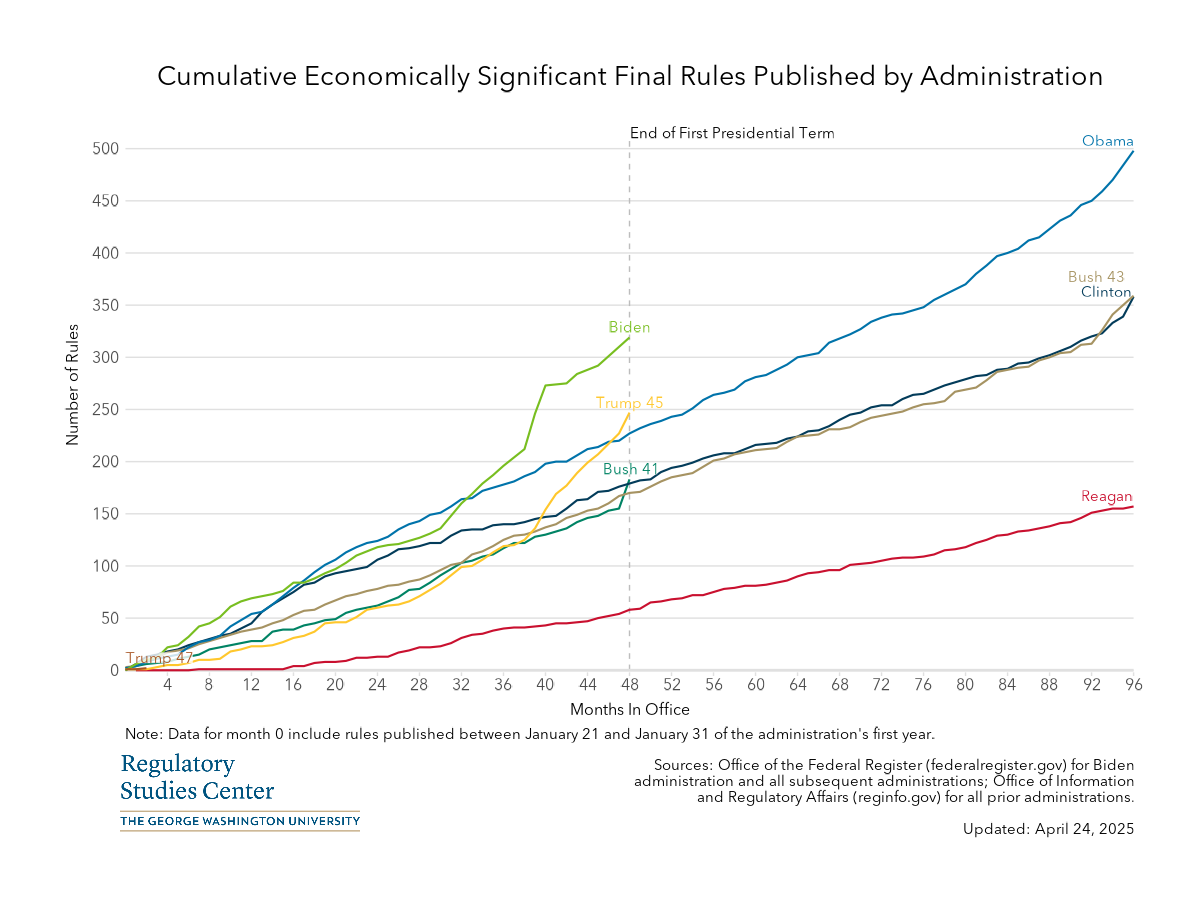 Cumulative Economically Significant Final Rules Published by Administration
End of First Presidential Term
Number of Rules
500
450
400
350
300
250
200
150
100
50
0
Obama
Bush 43
Clinton
Biden
Trump 45
Bush 41
Reagan
Trump 47
4 8 12 16 20 24 28 32 36 40 44 48 52 56 60 64 68 72 76 80 84 88 92 96
Months In Office
Note: Data for month 0 include rules published between January 21 and January 31 of the administration's first year.
Regulatory
Studies Center
THE GEORGE WASHINGTON UNIVERSITY
Sources: Office of the Federal Register (federalregister.gov) for Biden
administration and all subsequent administrations; Office of Information
and Regulatory Affairs (reginfo.gov) for all prior administrations.
Updated: April 24, 2025